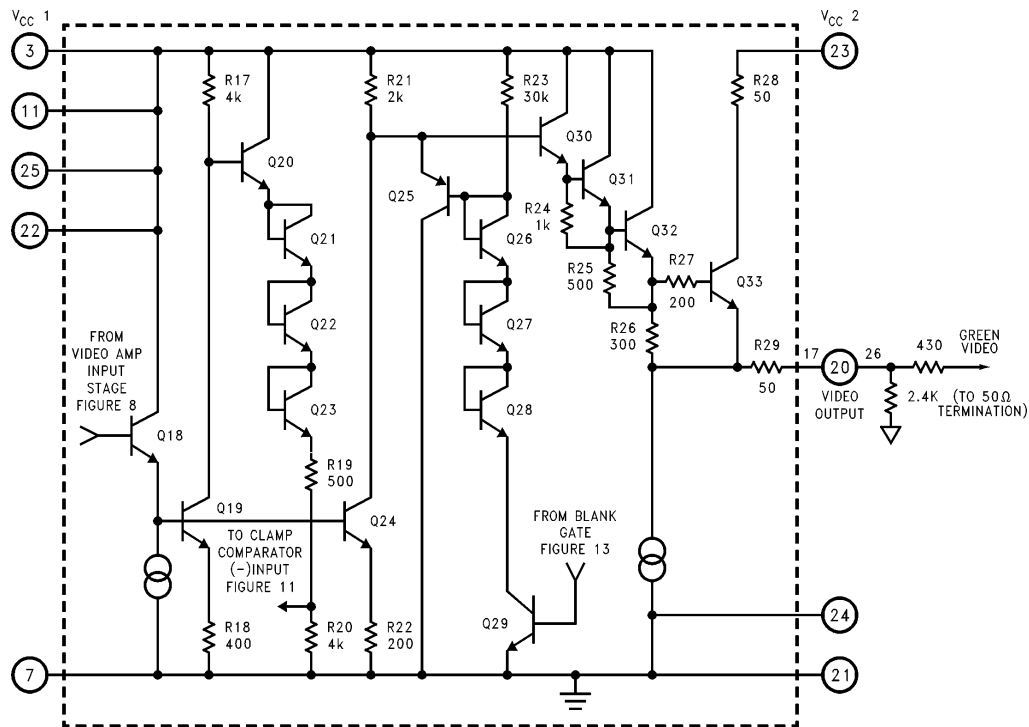 VCC 1
VCC 2
3
23
R17
4k
R21
2k
R23
30k
R28
50
11
Q30
Q20
Q31
25
Q25
R24
1k
22
Q21
Q26
Q32
R25
500
R27
200
Q33
Q22
Q27
FROM
VIDEO AMP
INPUT
STAGE
FIGURE 8
R26
300
R29
50
17
20
VIDEO
OUTPUT
26
430
GREEN
VIDEO
2.4K
(TO 50Ω
TERMINATION)
Q23
Q28
Q18
R19
500
Q19
Q24
TO CLAMP
COMPARATOR
(-)INPUT
FIGURE 11
FROM BLANK
GATE
FIGURE 13
R18
400
R20
4k
R22
200
Q29
24
7
21